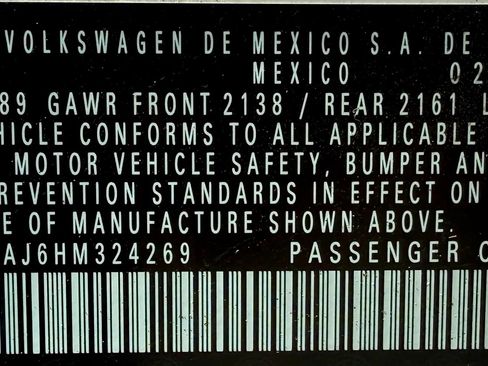 VOLKSWAGEN DE MEXICO S.A. DE
MEXICO 02
89 GAWR FRONT 2138 / REAR 2161 L
HICLE CONFORMS TO ALL APPLICABLE
MOTOR VEHICLE SAFETY, BUMPER AN
REVENTION STANDARDS IN EFFECT ON
E OF MANUFACTURE SHOWN ABOVE.
AJ6HM324269 PASSENGER C